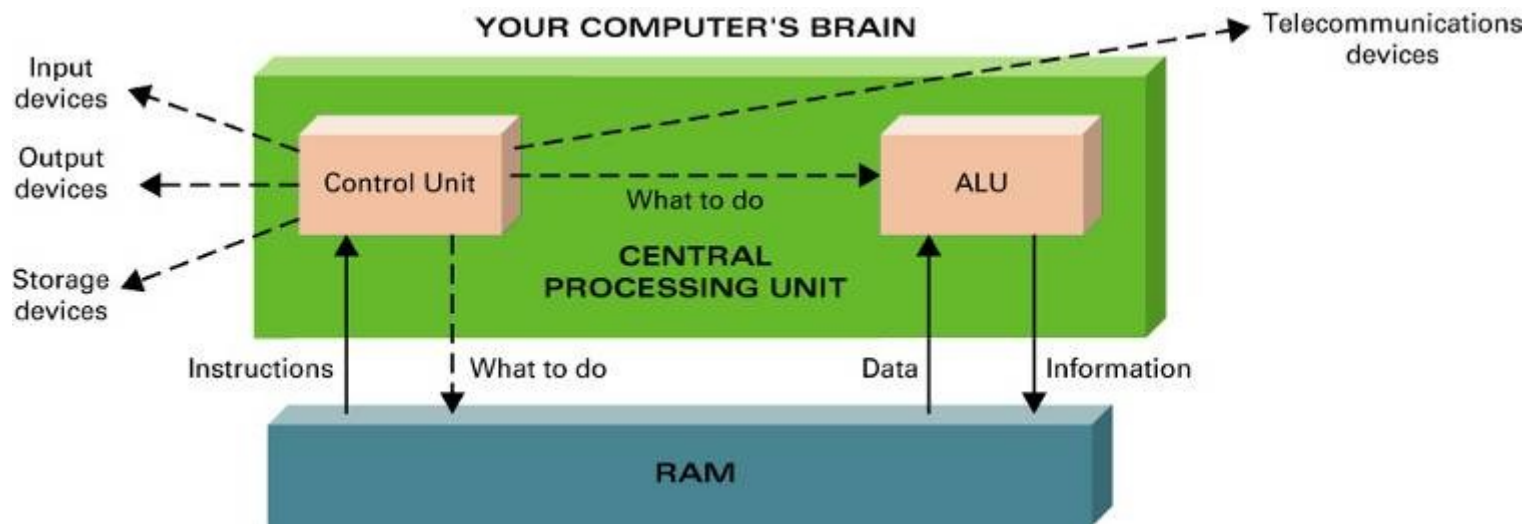 YOUR COMPUTER'S BRAIN
Telecommunications
devices
Input
devices
Output
devices
Storage
devices
Control Unit
What to do
ALU
CENTRAL
PROCESSING UNIT
Instructions
What to do
Data
Information
RAM